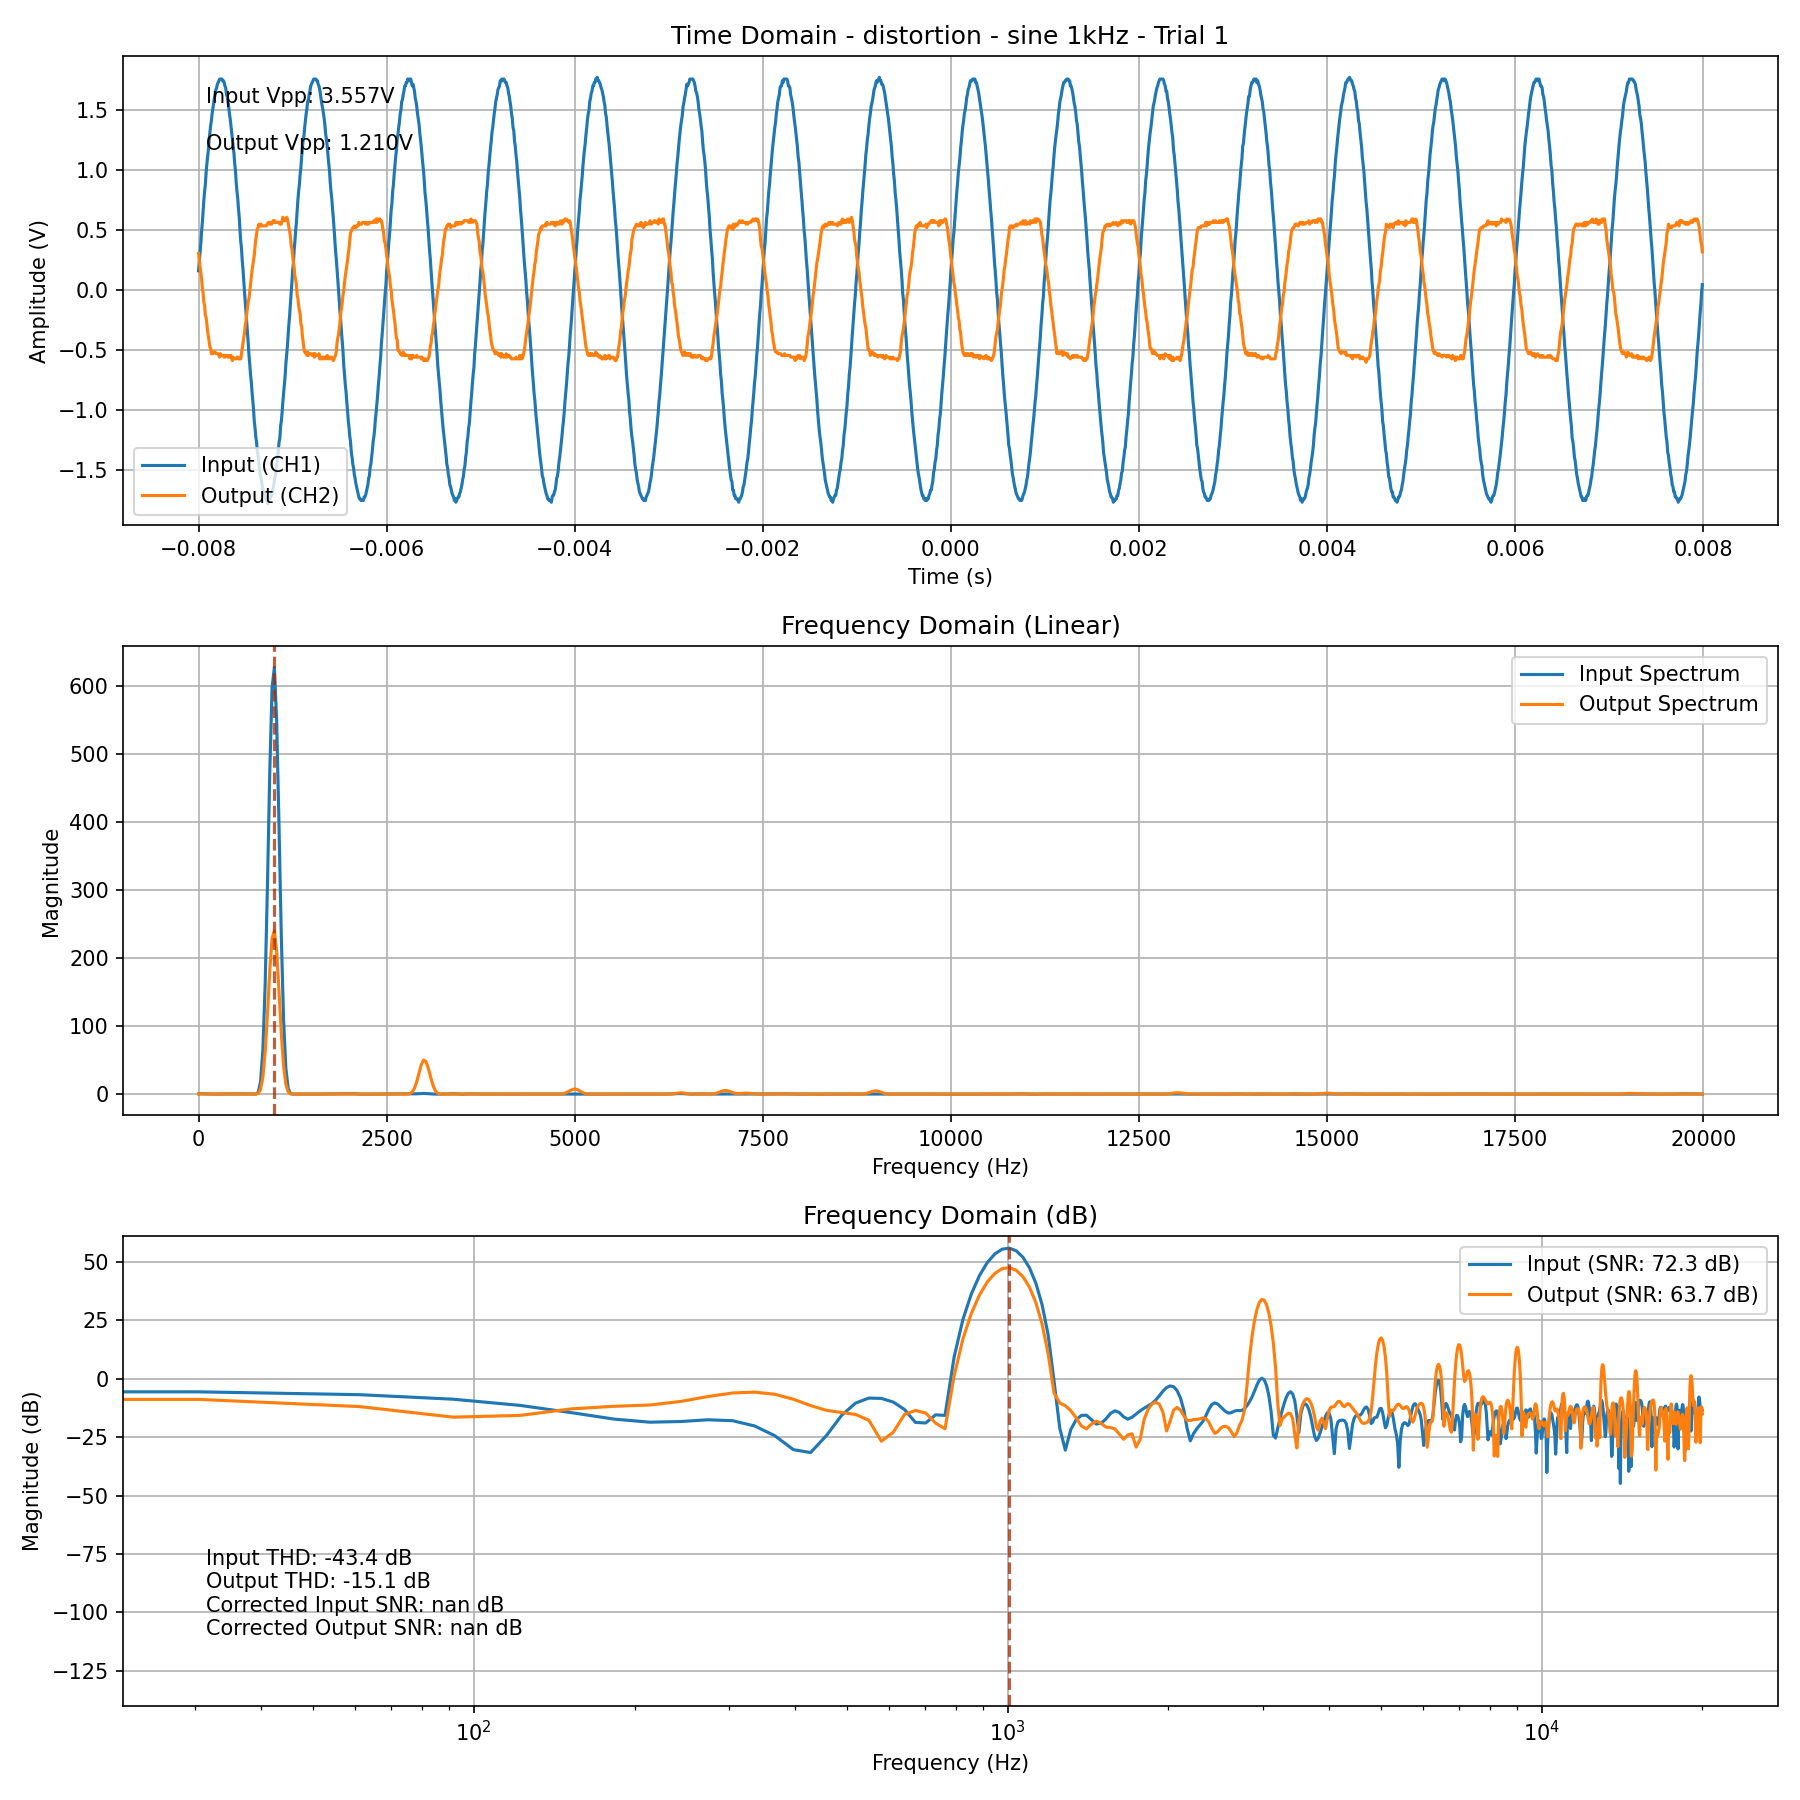 Time Domain - distortion - sine 1kHz - Trial 1
Input Vpp: 3.557V
Output Vpp: 1.210V
1.5
1.0
0.5
0.0
−0.5
−1.0
−1.5
Amplitude (V)
Input (CH1)
Output (CH2)
−0.008 −0.006 −0.004 −0.002 0.000 0.002 0.004 0.006 0.008
Time (s)
Frequency Domain (Linear)
Input Spectrum
Output Spectrum
600
500
400
300
200
100
0
Magnitude
0 2500 5000 7500 10000 12500 15000 17500 20000
Frequency (Hz)
Frequency Domain (dB)
Input (SNR: 72.3 dB)
Output (SNR: 63.7 dB)
50
25
0
−25
−50
−75
−100
−125
Magnitude (dB)
Input THD: -43.4 dB
Output THD: -15.1 dB
Corrected Input SNR: nan dB
Corrected Output SNR: nan dB
10² 10³ 10⁴
Frequency (Hz)